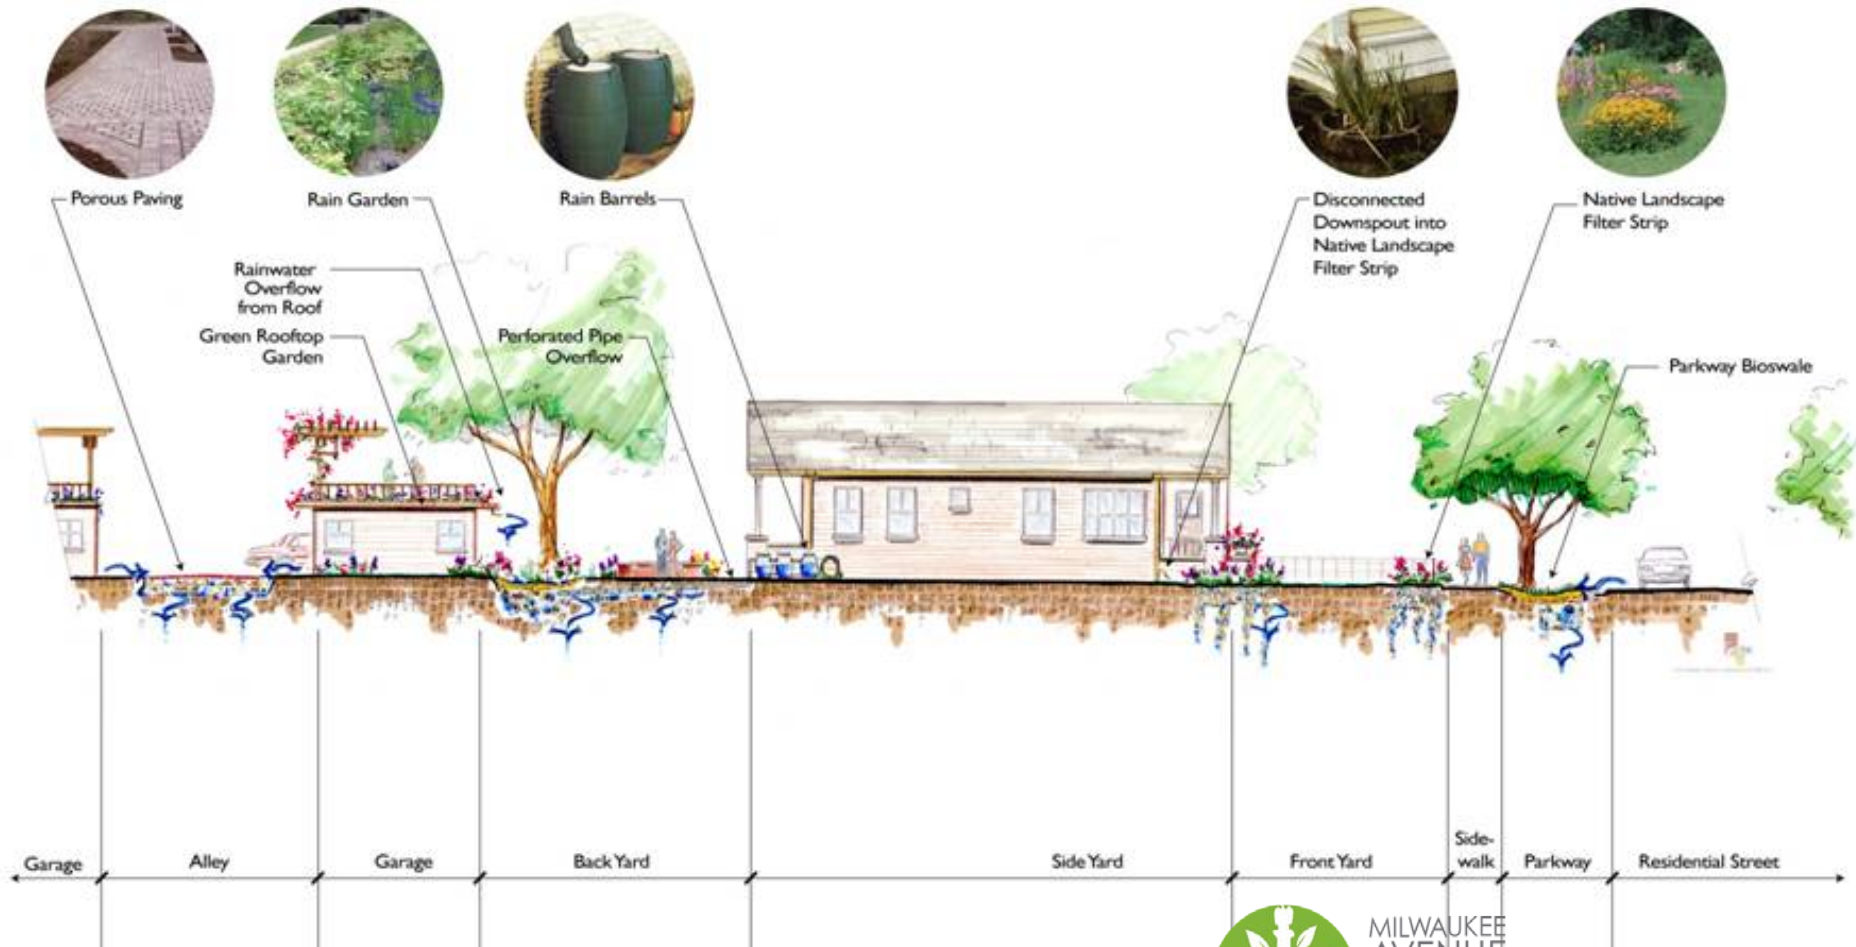 Porous Paving
Rain Garden
Rain Barrels
Disconnected
Downspout into
Native Landscape
Filter Strip
Native Landscape
Filter Strip
Rainwater
Overflow
from Roof
Green Rooftop
Garden
Perforated Pipe
Overflow
Parkway Bioswale
Garage
Alley
Garage
Back Yard
Side Yard
Front Yard
Side-
walk
Parkway
Residential Street
MILWAUKEE
AVENUE